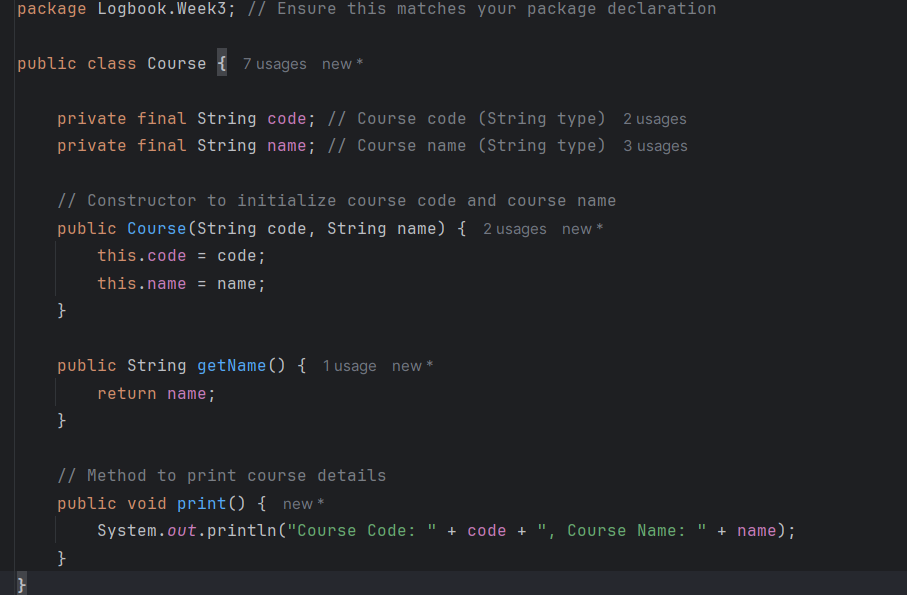 package Logbook.Week3; // Ensure this matches your package declaration
public class Course { 7 usages new *
private final String code; // Course code (String type) 2 usages
private final String name; // Course name (String type) 3 usages
// Constructor to initialize course code and course name
public Course(String code, String name) { 2 usages new *
this.code = code;
this.name = name;
}
public String getName() { 1 usage new *
return name;
}
// Method to print course details
public void print() { new *
System.out.println("Course Code: " + code + ", Course Name: " + name);
}
}